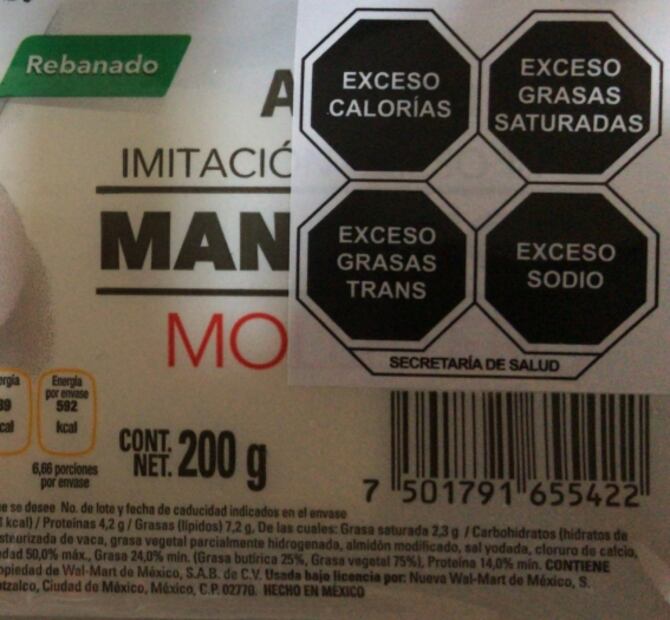 Rebanado
A
IMITACIÓ
MAN
MO
EXCESO
CALORÍAS
EXCESO
GRASAS
SATURADAS
EXCESO
GRASAS
TRANS
EXCESO
SODIO
SECRETARÍA DE SALUD
ergía
39
cal
Energía
por envase
592
kcal
6,66 porciones
por envase
CONT.
NET. 200 g
7 501791 655422
ue se desee No. de lote y fecha de caducidad indicados en el envase
kcal) / Proteínas 4,2 g / Grasas (lípidos) 7,2 g, De las cuales: Grasa saturada 2,3 g / Carbohidratos (hidratos de
steurizada de vaca, grasa vegetal parcialmente hidrogenada, almidón modificado, sal yodada, cloruro de calcio,
dad 50,0% máx., Grasa 24,0% mín. (Grasa butírica 25%, Grasa vegetal 75%), Proteína 14,0% mín. CONTIENE
opiedad de Wal-Mart de México, S.A.B. de C.V. Usada bajo licencia por: Nueva Wal-Mart de México, S.
tzalco, Ciudad de México, México, C.P. 02770. HECHO EN MÉXICO